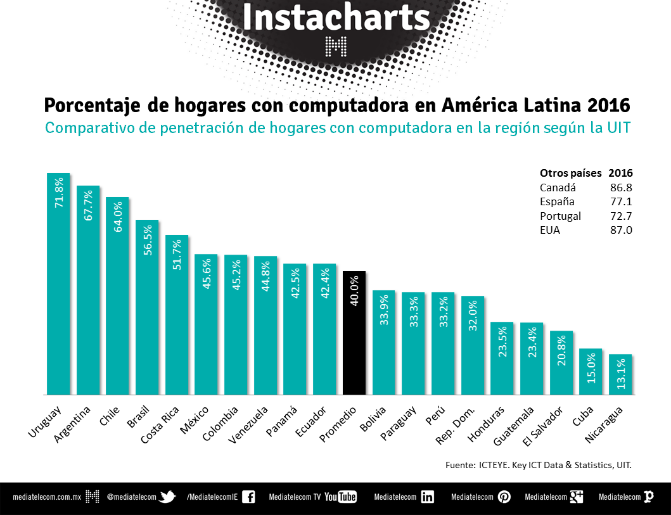 Instacharts
Porcentaje de hogares con computadora en América Latina 2016
Comparativo de penetración de hogares con computadora en la región según la UIT
Otros países 2016
Canadá 86.8
España 77.1
Portugal 72.7
EUA 87.0
71.8%
67.7%
64.0%
56.5%
51.7%
45.6%
45.2%
44.8%
42.5%
42.4%
40.0%
33.9%
33.3%
33.2%
32.0%
23.5%
23.4%
20.8%
15.0%
13.1%
Uruguay
Argentina
Chile
Brasil
Costa Rica
México
Colombia
Venezuela
Panamá
Ecuador
Promedio
Bolivia
Paraguay
Perú
Rep. Dom.
Honduras
Guatemala
El Salvador
Cuba
Nicaragua
Fuente: ICTEYE. Key ICT Data & Statistics, UIT.
mediatelecom.com.mx M @mediatelecom /MediatelecomIE f Mediatelecom TV YouTube Mediatelecom in Mediatelecom p Mediatelecom g+ Mediatelecom p